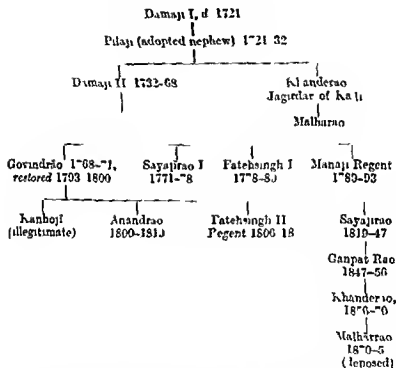 Damaji I, d 1721
Pilaji (adopted nephew) 1721-32
Damaji II 1732-68
Khanderao
Jagirdar of Kadi
Malharao
Govindrao 1768-71,
restored 1793 1800
Sayajirao I
1771-78
Fatehsingh I
1778-89
Manaji Regent
1789-93
Kanhoji
(illegitimate)
Anandrao
1800-1819
Fatehsingh II
Regent 1806 18
Sayajirao
1819-47
Ganpat Rao
1847-56
Khanderao,
1856-70
Malharrao
1870-5
(deposed)